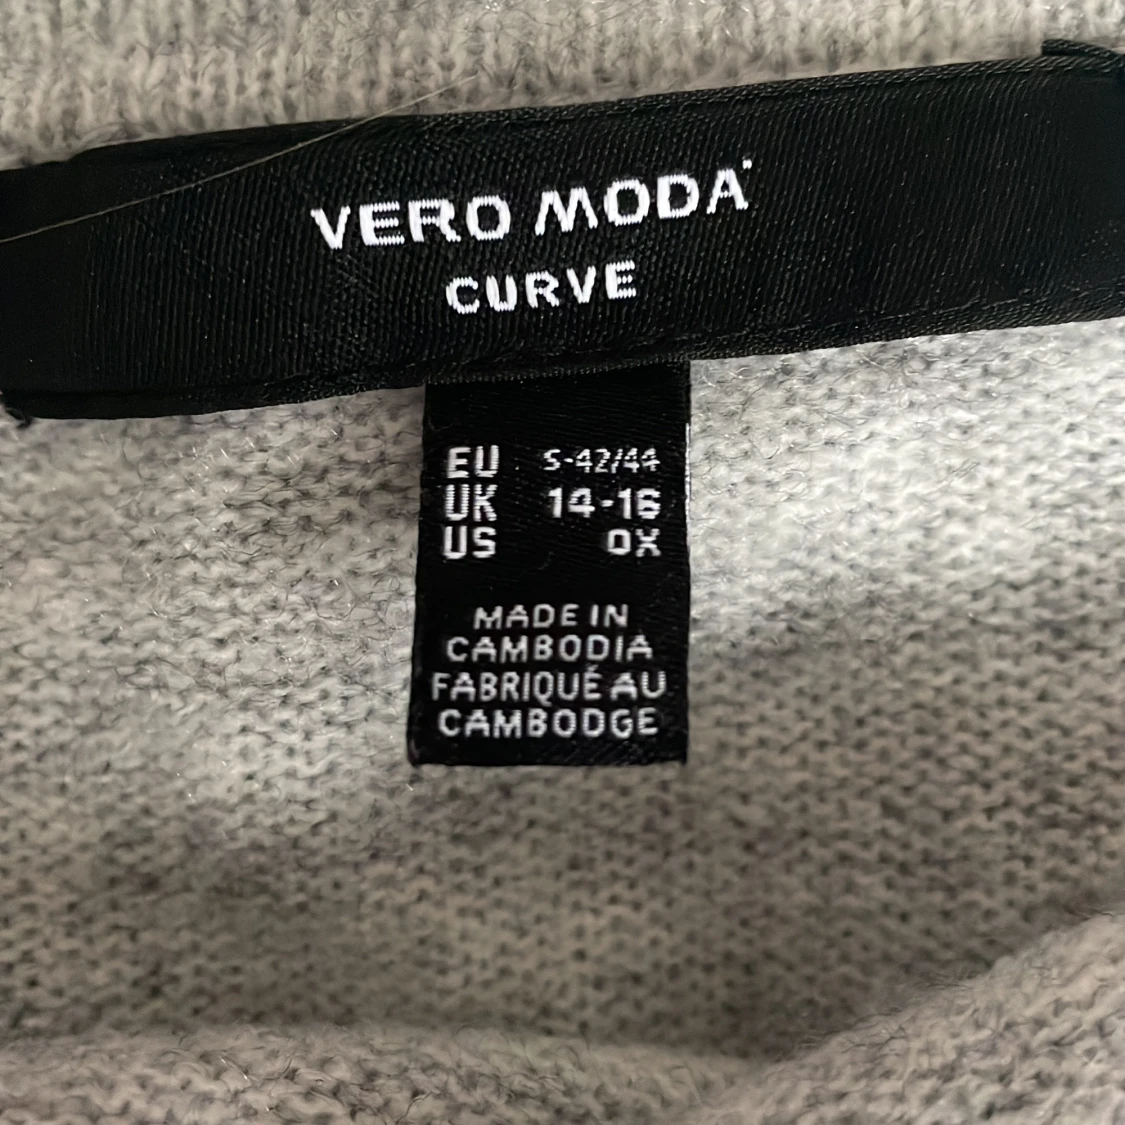 VERO MODA
CURVE
EU S-42/44
UK 14-16
US 0X
MADE IN
CAMBODIA
FABRIQUÉ AU
CAMBODGE